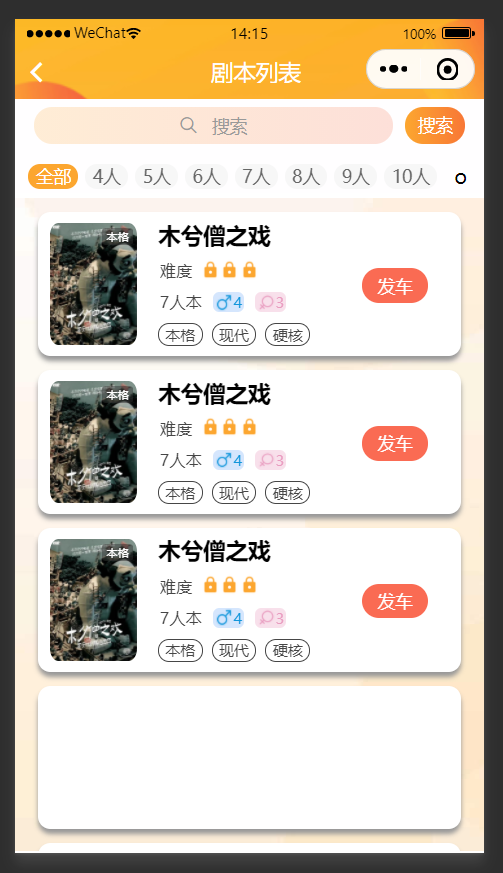 WeChat 14:15 100%
剧本列表
搜索 搜索
全部 4人 5人 6人 7人 8人 9人 10人
本格
木兮僧之戏
难度
发车
7人本 4 3
本格 现代 硬核
本格
木兮僧之戏
难度
发车
7人本 4 3
本格 现代 硬核
本格
木兮僧之戏
难度
发车
7人本 4 3
本格 现代 硬核